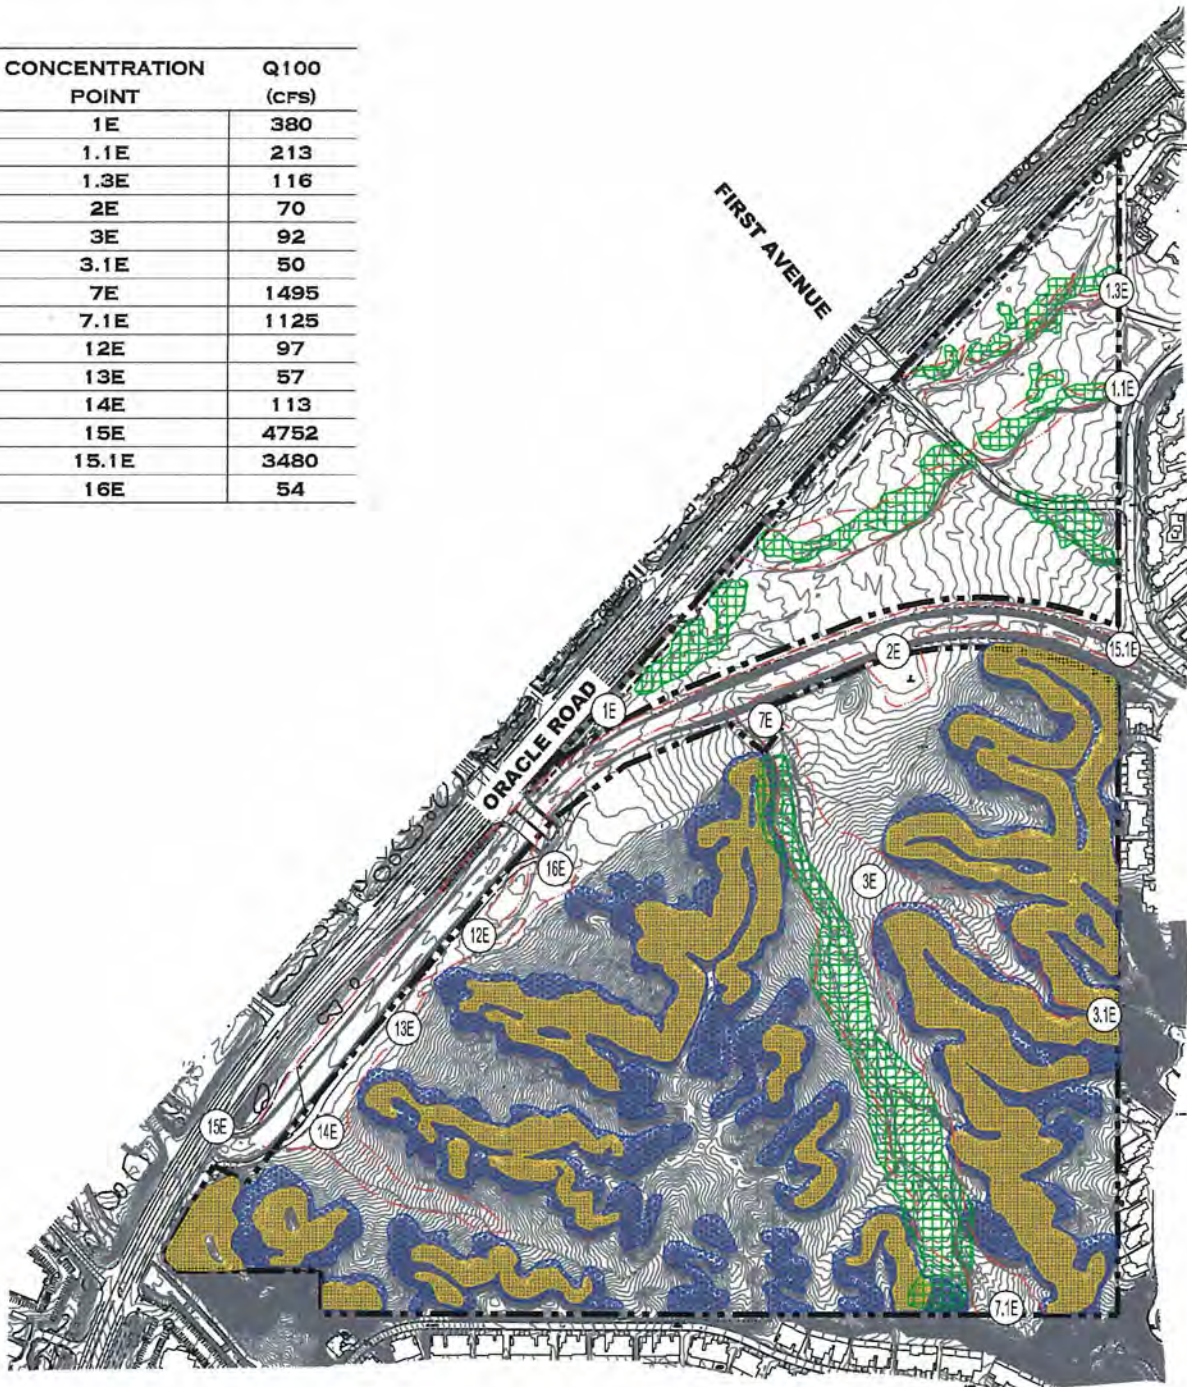 CONCENTRATION POINT Q100 (CFS)
1E 380
1.1E 213
1.3E 116
2E 70
3E 92
3.1E 50
7E 1495
7.1E 1125
12E 97
13E 57
14E 113
15E 4752
15.1E 3480
16E 54
FIRST AVENUE
1.3E
1.1E
15.1E
2E
1E
7E
ORACLE ROAD
16E
3E
12E
3.1E
13E
15E
14E
7.1E